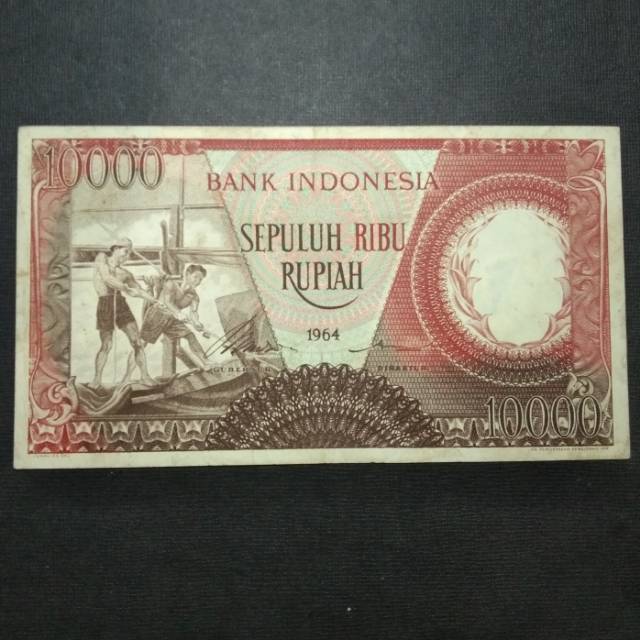 10000
BANK INDONESIA
SEPULUH RIBU
RUPIAH
1964
10000